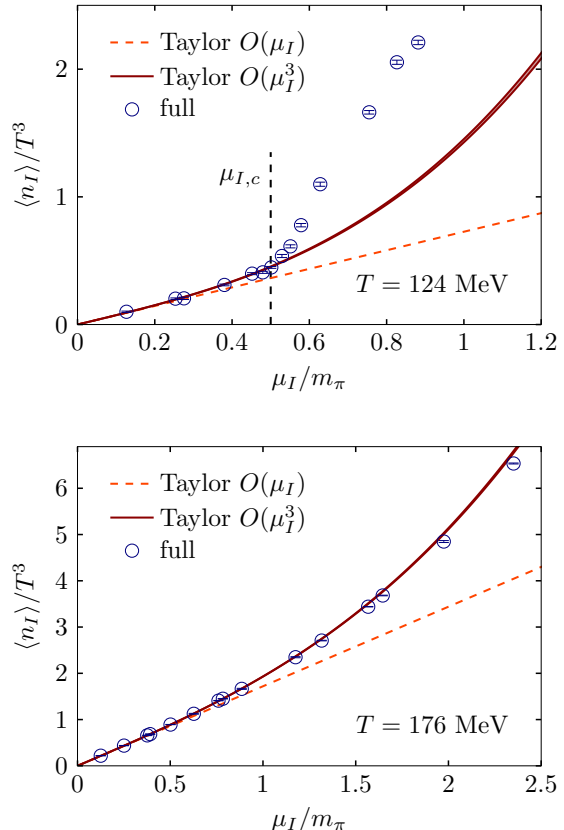 Taylor O(μ_I)
Taylor O(μ_I^3)
full
μ_{I,c}
T = 124 MeV
⟨n_I⟩/T^3
0
1
2
0 0.2 0.4 0.6 0.8 1 1.2
μ_I/m_π
Taylor O(μ_I)
Taylor O(μ_I^3)
full
T = 176 MeV
⟨n_I⟩/T^3
6
5
4
3
2
1
0
0 0.5 1 1.5 2 2.5
μ_I/m_π